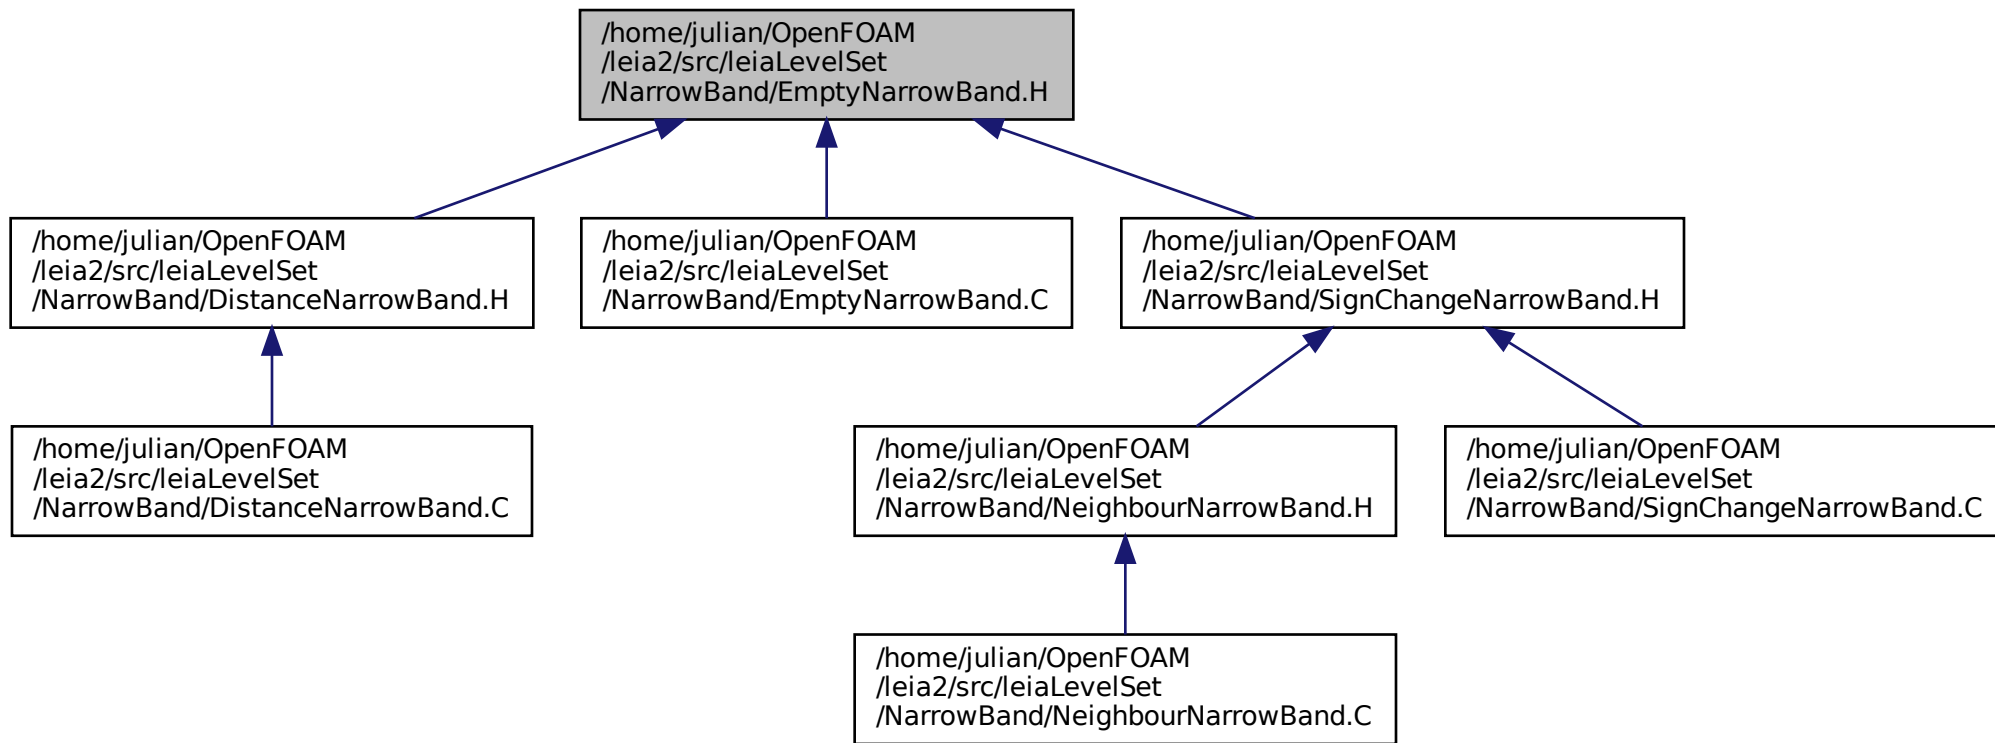 /home/julian/OpenFOAM
/leia2/src/leiaLevelSet
/NarrowBand/EmptyNarrowBand.H
/home/julian/OpenFOAM
/leia2/src/leiaLevelSet
/NarrowBand/DistanceNarrowBand.H
/home/julian/OpenFOAM
/leia2/src/leiaLevelSet
/NarrowBand/EmptyNarrowBand.C
/home/julian/OpenFOAM
/leia2/src/leiaLevelSet
/NarrowBand/SignChangeNarrowBand.H
/home/julian/OpenFOAM
/leia2/src/leiaLevelSet
/NarrowBand/DistanceNarrowBand.C
/home/julian/OpenFOAM
/leia2/src/leiaLevelSet
/NarrowBand/NeighbourNarrowBand.H
/home/julian/OpenFOAM
/leia2/src/leiaLevelSet
/NarrowBand/SignChangeNarrowBand.C
/home/julian/OpenFOAM
/leia2/src/leiaLevelSet
/NarrowBand/NeighbourNarrowBand.C